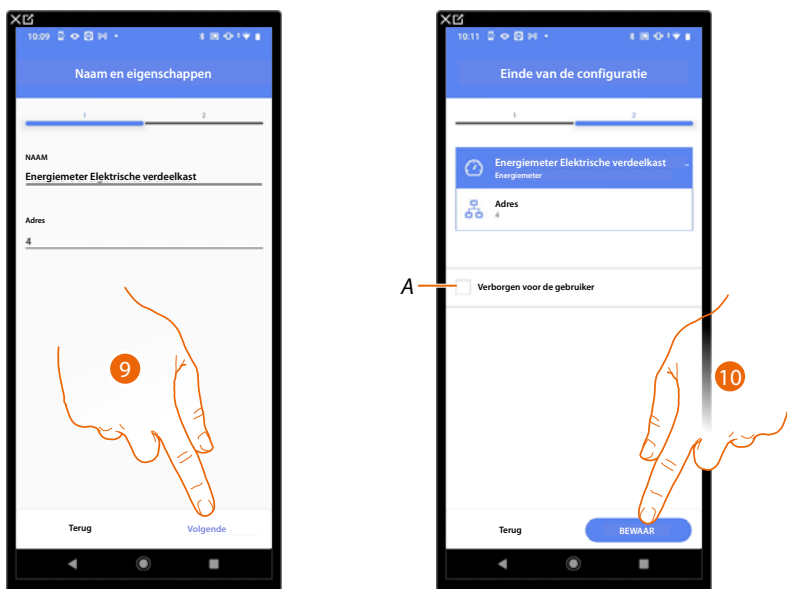 10:09
Naam en eigenschappen
1 2
NAAM
Energiemeter Elektrische verdeelkast
Adres
4
9
Terug Volgende
10:11
Einde van de configuratie
1 2
Energiemeter Elektrische verdeelkast
Energiemeter
Adres
4
A
Verborgen voor de gebruiker
10
Terug BEWAAR